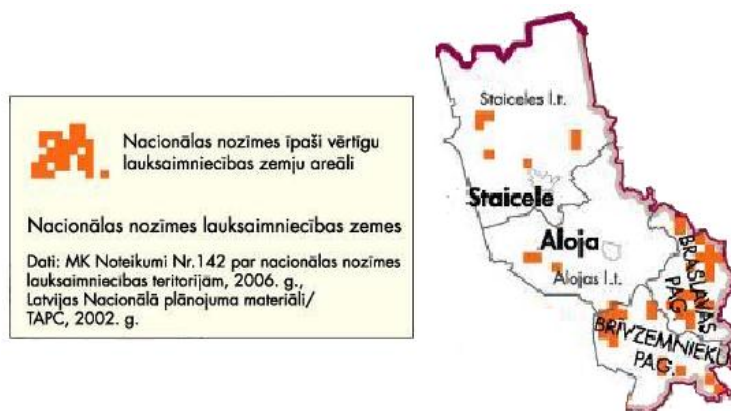 Nacionālas nozīmes īpaši vērtīgu
lauksaimniecības zemju areāli
Nacionālas nozīmes lauksaimniecības zemes
Dati: MK Noteikumi Nr.142 par nacionālas nozīmes
lauksaimniecības teritorijām, 2006. g.,
Latvijas Nacionālā plānojuma materiāli/
TAPC, 2002. g.
Staiceles l.t.
Staicele
Aloja
Alojas l.t.
BRASLAVAS
PAG.
BRĪVZEMNIEKU
PAG.